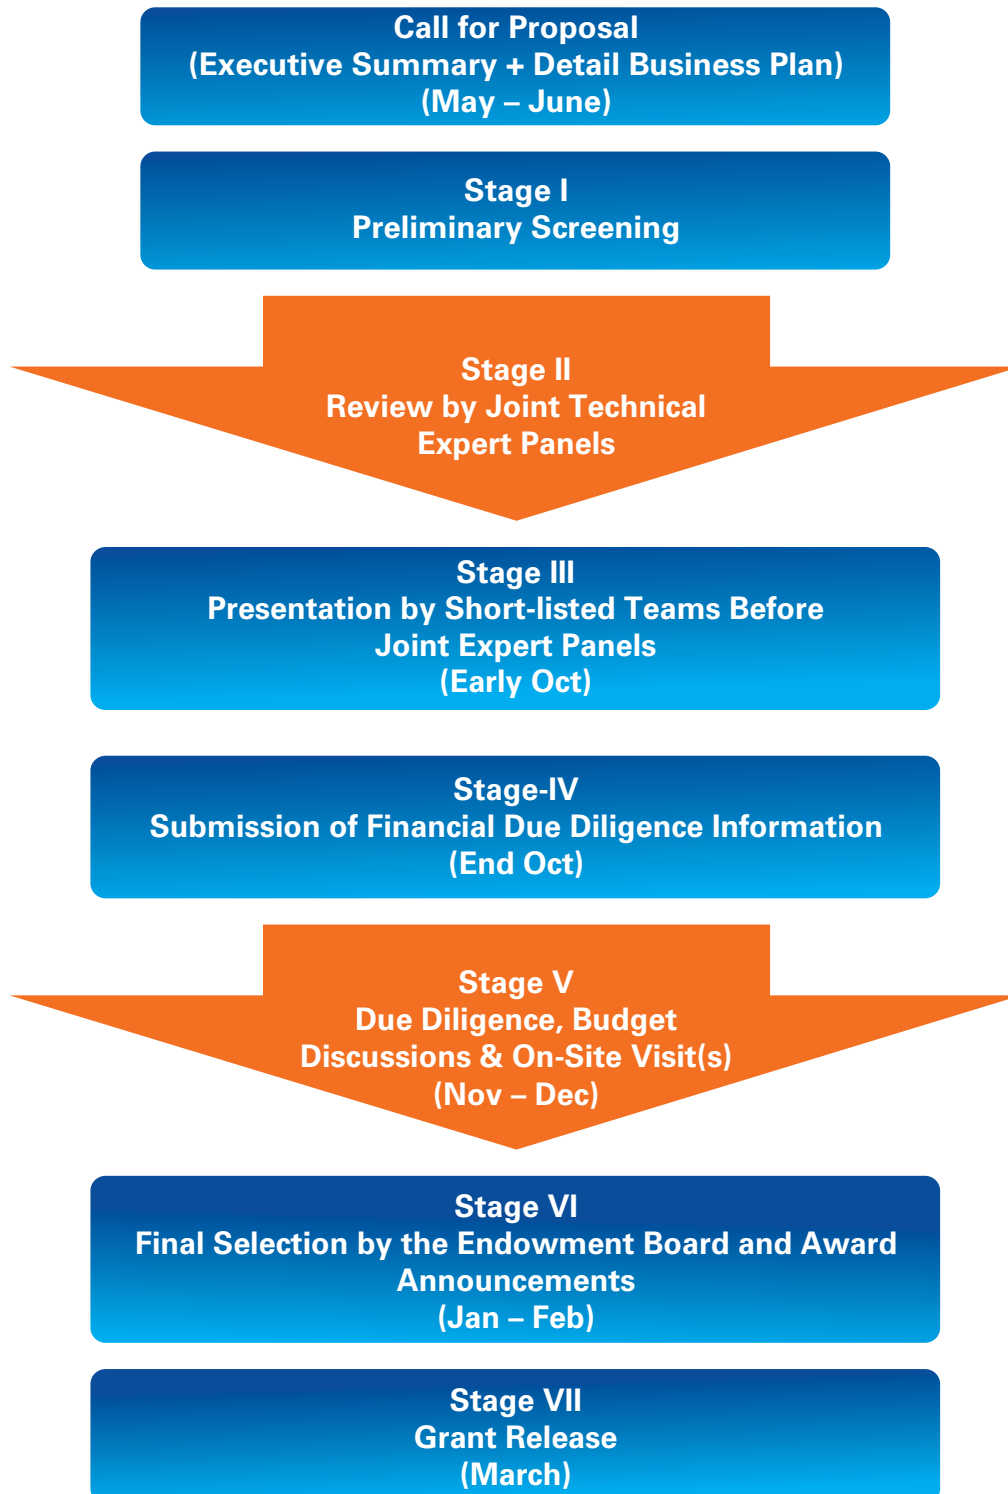 Call for Proposal
(Executive Summary + Detail Business Plan)
(May – June)
Stage I
Preliminary Screening
Stage II
Review by Joint Technical
Expert Panels
Stage III
Presentation by Short-listed Teams Before
Joint Expert Panels
(Early Oct)
Stage-IV
Submission of Financial Due Diligence Information
(End Oct)
Stage V
Due Diligence, Budget
Discussions & On-Site Visit(s)
(Nov – Dec)
Stage VI
Final Selection by the Endowment Board and Award
Announcements
(Jan – Feb)
Stage VII
Grant Release
(March)